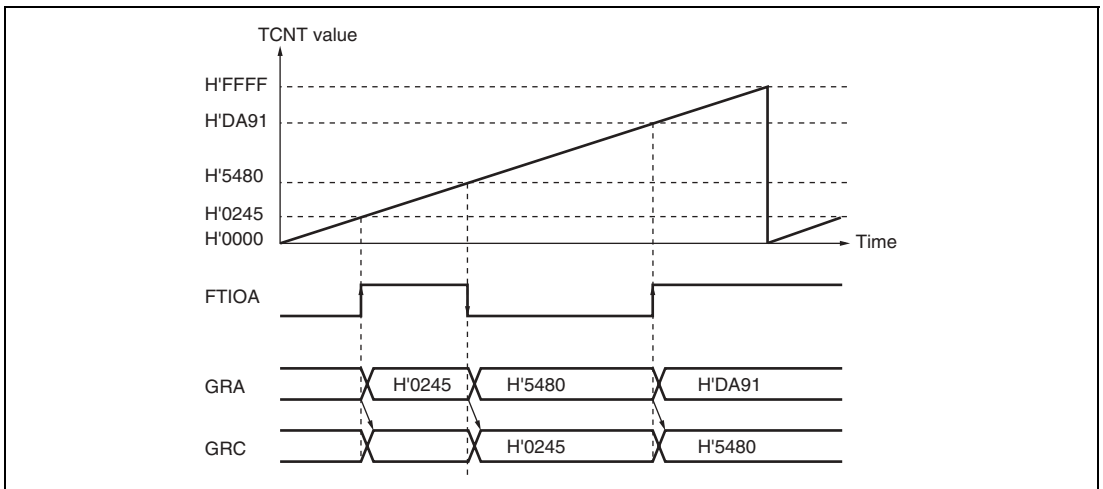 TCNT value
H'FFFF
H'DA91
H'5480
H'0245
H'0000
Time
FTIOA
GRA
H'0245
H'5480
H'DA91
GRC
H'0245
H'5480